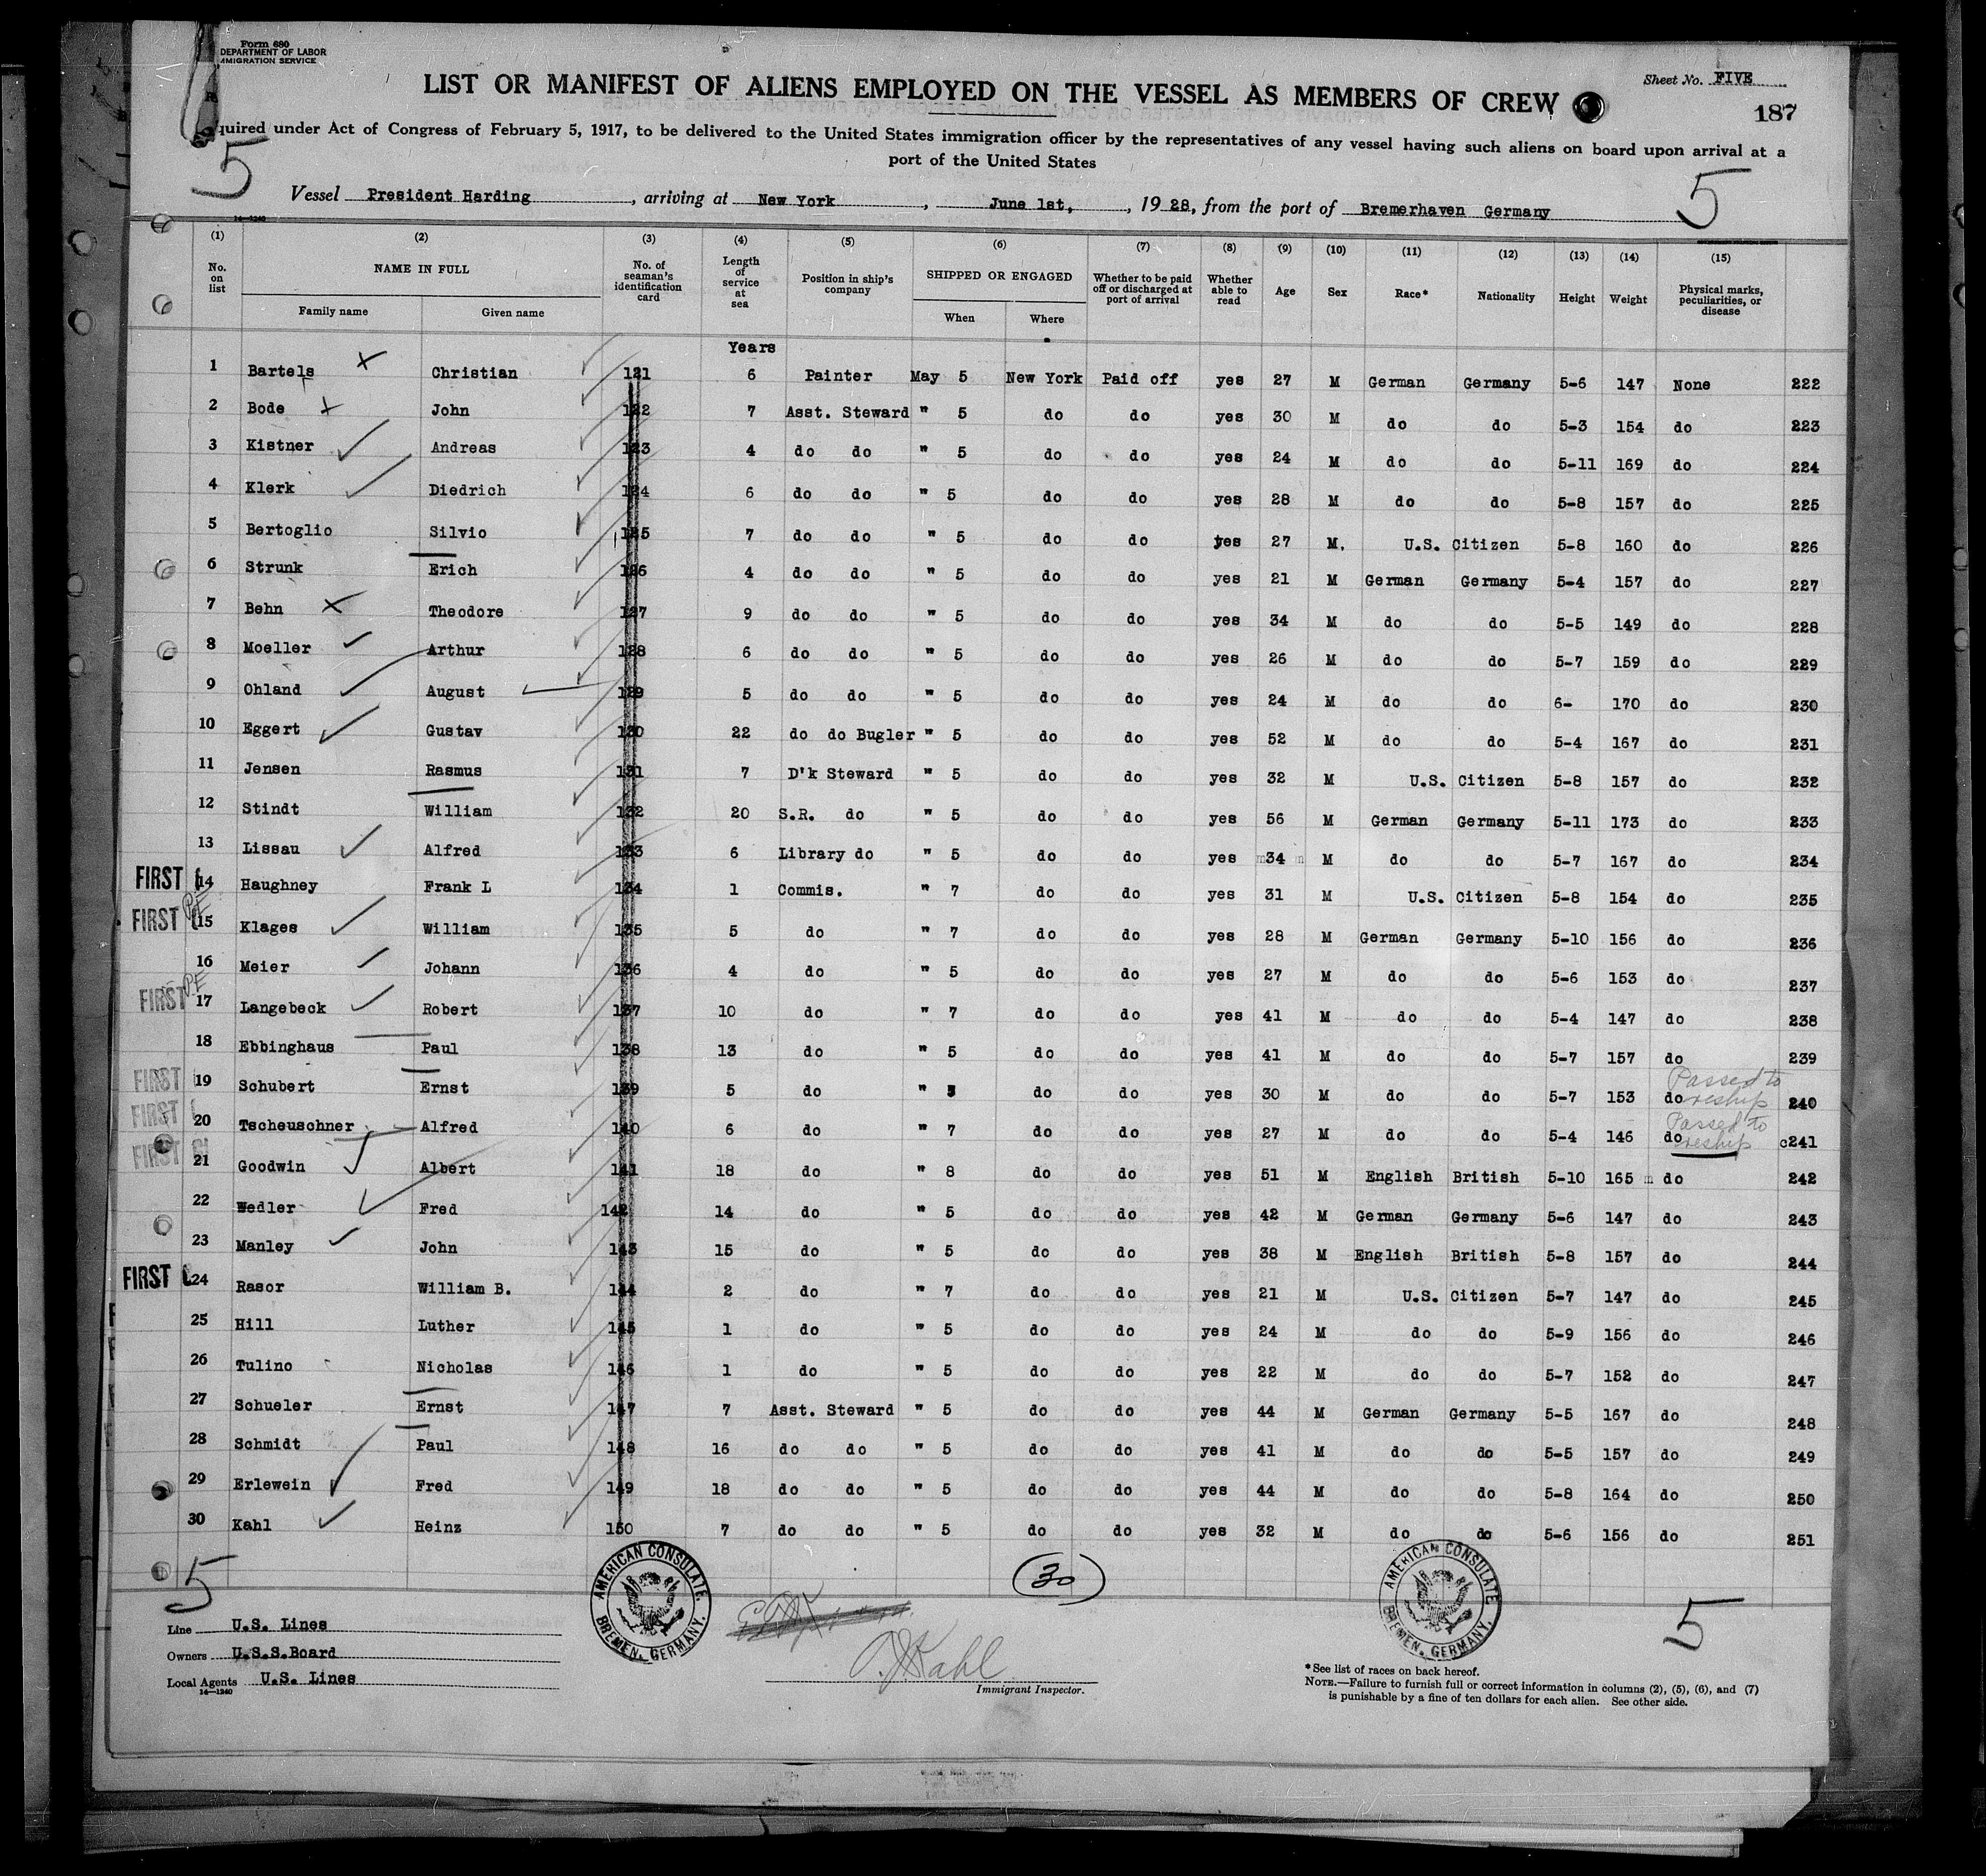 Form 680
DEPARTMENT OF LABOR
IMMIGRATION SERVICE
Sheet No. FIVE
LIST OR MANIFEST OF ALIENS EMPLOYED ON THE VESSEL AS MEMBERS OF CREW
187
quired under Act of Congress of February 5, 1917, to be delivered to the United States immigration officer by the representatives of any vessel having such aliens on board upon arrival at a
port of the United States
5 5
Vessel President Harding, arriving at New York, June 1st, , 1928, from the port of Bremerhaven Germany
14-1240
(1) (2) (3) (4) (5) (6) (7) (8) (9) (10) (11) (12) (13) (14) (15)
No. on list NAME IN FULL Family name Given name No. of seaman's identification card Length of service at sea Position in ship's company SHIPPED OR ENGAGED When Where Whether to be paid off or discharged at port of arrival Whether able to read Age Sex Race* Nationality Height Weight Physical marks, peculiarities, or disease
Years
1 Bartels Christian 121 6 Painter May 5 New York Paid off yes 27 M German Germany 5-6 147 None 222
2 Bode John 122 7 Asst. Steward " 5 do do yes 30 M do do 5-3 154 do 223
3 Kistner Andreas 123 4 do do " 5 do do yes 24 M do do 5-11 169 do 224
4 Klerk Diedrich 124 6 do do " 5 do do yes 28 M do do 5-8 157 do 225
5 Bertoglio Silvio 125 7 do do " 5 do do yes 27 M. U.S. Citizen 5-8 160 do 226
6 Strunk Erich 126 4 do do " 5 do do yes 21 M German Germany 5-4 157 do 227
7 Behn Theodore 127 9 do do " 5 do do yes 34 M do do 5-5 149 do 228
8 Moeller Arthur 128 6 do do " 5 do do yes 26 M do do 5-7 159 do 229
9 Ohland August 129 5 do do " 5 do do yes 24 M do do 6- 170 do 230
10 Eggert Gustav 130 22 do do Bugler " 5 do do yes 52 M do do 5-4 167 do 231
11 Jensen Rasmus 131 7 D'k Steward " 5 do do yes 32 M U.S. Citizen 5-8 157 do 232
12 Stindt William 132 20 S.R. do " 5 do do yes 56 M German Germany 5-11 173 do 233
13 Lissau Alfred 133 6 Library do " 5 do do yes 34 M do do 5-7 167 do 234
FIRST 14 Haughney Frank L 134 1 Commis. " 7 do do yes 31 M U.S. Citizen 5-8 154 do 235
FIRST 15 Klages William 135 5 do " 7 do do yes 28 M German Germany 5-10 156 do 236
16 Meier Johann 136 4 do " 5 do do yes 27 M do do 5-6 153 do 237
FIRST 17 Langebeck Robert 137 10 do " 7 do do yes 41 M do do 5-4 147 do 238
18 Ebbinghaus Paul 138 13 do " 5 do do yes 41 M do do 5-7 157 do 239
FIRST 19 Schubert Ernst 139 5 do " do do yes 30 M do do 5-7 153 do Passed to reship 240
FIRST 20 Tscheuschner Alfred 140 6 do " 7 do do yes 27 M do do 5-4 146 do Passed to reship c241
FIRST 21 Goodwin Albert 141 18 do " 8 do do yes 51 M English British 5-10 165 do 242
22 Wedler Fred 142 14 do " 5 do do yes 42 M German Germany 5-6 147 do 243
23 Manley John 143 15 do " 5 do do yes 38 M English British 5-8 157 do 244
FIRST 24 Rasor William B. 144 2 do " 7 do do yes 21 M U.S. Citizen 5-7 147 do 245
25 Hill Luther 145 1 do " 5 do do yes 24 M do do 5-9 156 do 246
26 Tulino Nicholas 146 1 do " 5 do do yes 22 M do do 5-7 152 do 247
27 Schueler Ernst 147 7 Asst. Steward " 5 do do yes 44 M German Germany 5-5 167 do 248
28 Schmidt Paul 148 16 do do " 5 do do yes 41 M do do 5-5 157 do 249
29 Erlewein Fred 149 18 do do " 5 do do yes 44 M do do 5-8 164 do 250
30 Kahl Heinz 150 7 do do " 5 do do yes 32 M do do 5-6 156 do 251
5 30 5
AMERICAN CONSULATE. BREMEN, GERMANY.
AMERICAN CONSULATE BREMEN, GERMANY.
Line U.S. Lines
Owners U.S.S.Board
Local Agents U.S. Lines
14-1240
Kahl
Immigrant Inspector.
*See list of races on back hereof.
NOTE.—Failure to furnish full or correct information in columns (2), (5), (6), and (7)
is punishable by a fine of ten dollars for each alien. See other side.